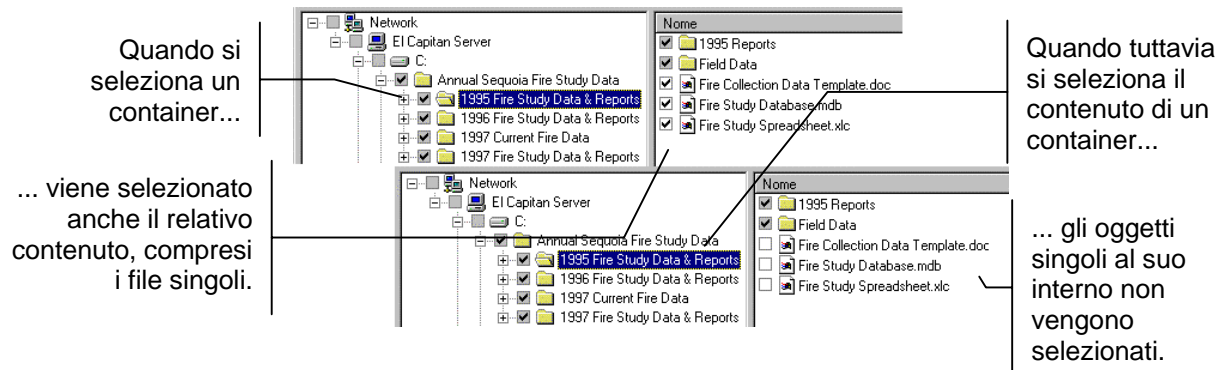 Quando si
seleziona un
container...
... viene selezionato
anche il relativo
contenuto, compresi
i file singoli.
Network
El Capitan Server
C:
Annual Sequoia Fire Study Data
1995 Fire Study Data & Reports
1996 Fire Study Data & Reports
1997 Current Fire Data
1997 Fire Study Data & Reports
Nome
1995 Reports
Field Data
Fire Collection Data Template.doc
Fire Study Database.mdb
Fire Study Spreadsheet.xlc
Network
El Capitan Server
C:
Annual Sequoia Fire Study Data
1995 Fire Study Data & Reports
1996 Fire Study Data & Reports
1997 Current Fire Data
1997 Fire Study Data & Reports
Nome
1995 Reports
Field Data
Fire Collection Data Template.doc
Fire Study Database.mdb
Fire Study Spreadsheet.xlc
Quando tuttavia
si seleziona il
contenuto di un
container...
... gli oggetti
singoli al suo
interno non
vengono
selezionati.